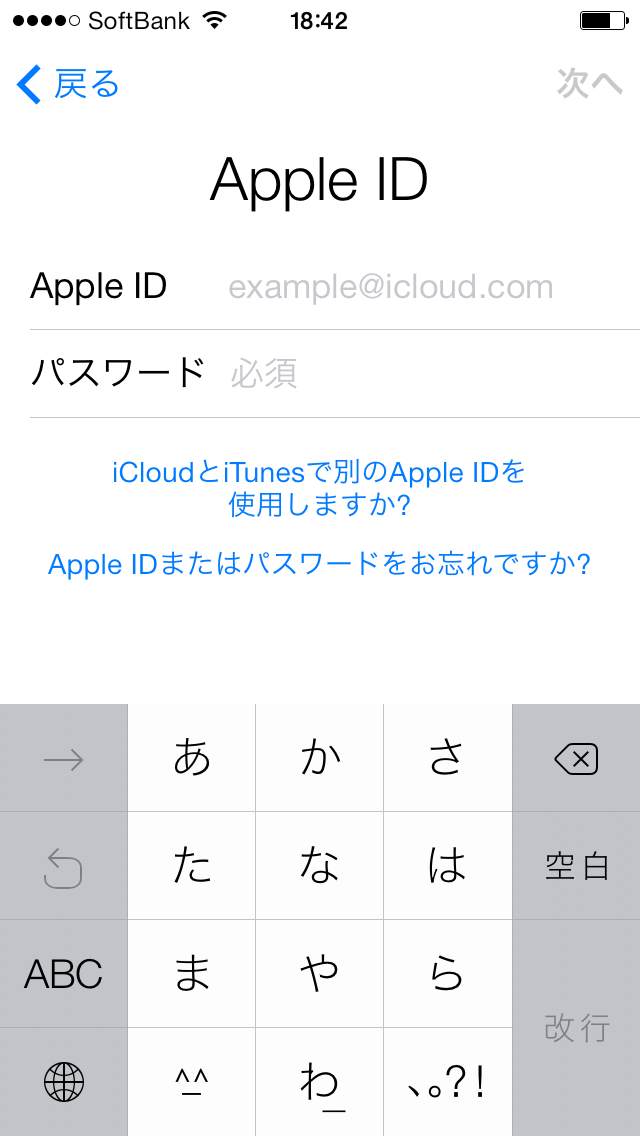 SoftBank 18:42
戻る 次へ
Apple ID
Apple ID example@icloud.com
パスワード 必須
iCloudとiTunesで別のApple IDを
使用しますか?
Apple IDまたはパスワードをお忘れですか?
→ あ か さ
た な は 空白
ABC ま や ら
改行
^_^ わ_ 、。?!